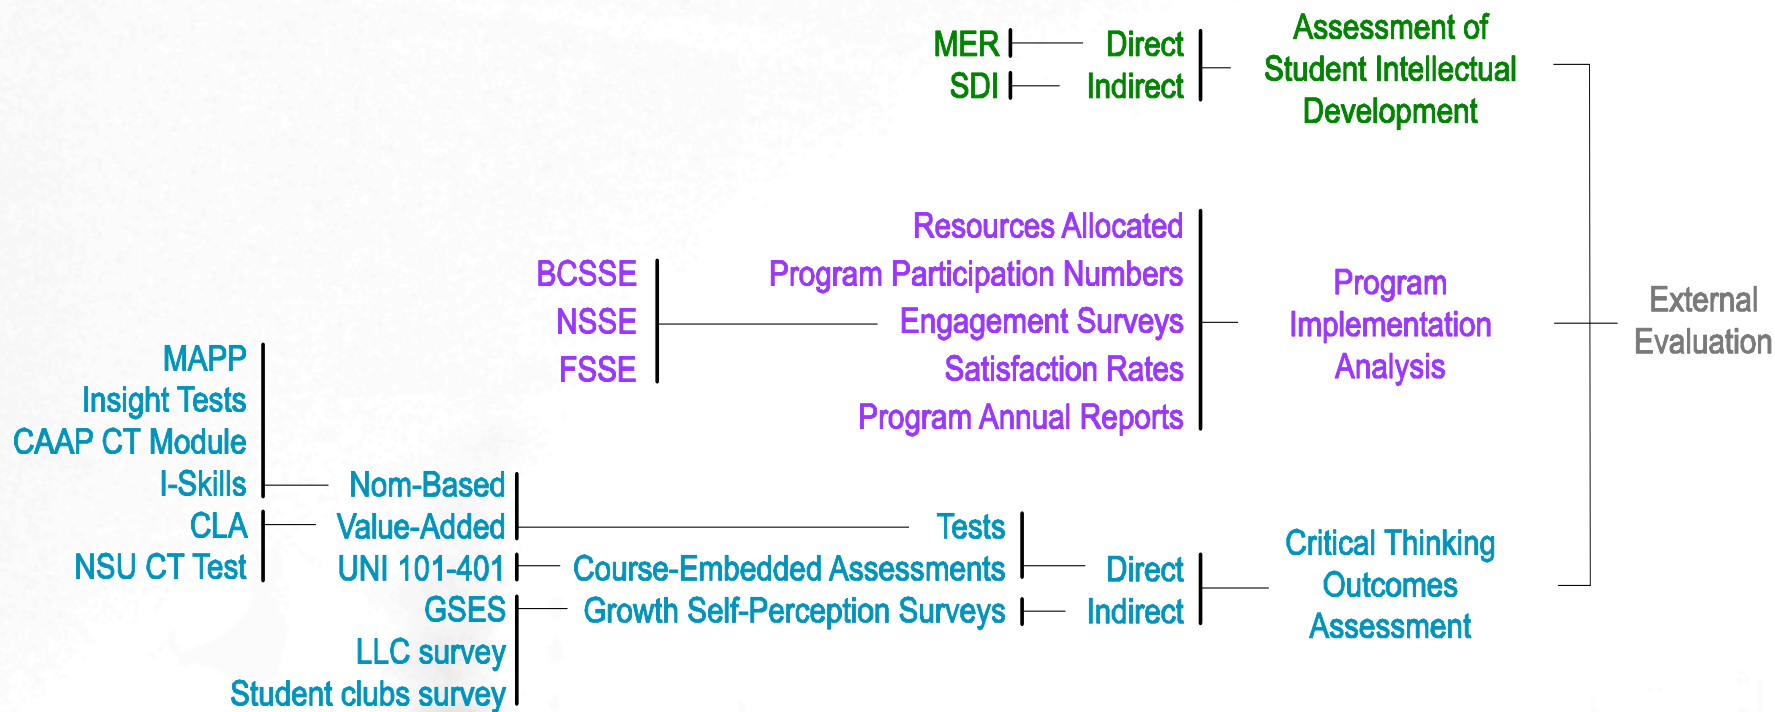 MER
Direct
SDI
Indirect
Assessment of
Student Intellectual
Development
Resources Allocated
Program Participation Numbers
Engagement Surveys
Satisfaction Rates
Program Annual Reports
BCSSE
NSSE
FSSE
Program
Implementation
Analysis
External
Evaluation
MAPP
Insight Tests
CAAP CT Module
I-Skills
CLA
NSU CT Test
Nom-Based
Value-Added
UNI 101-401
GSES
LLC survey
Student clubs survey
Tests
Course-Embedded Assessments
Growth Self-Perception Surveys
Direct
Indirect
Critical Thinking
Outcomes
Assessment